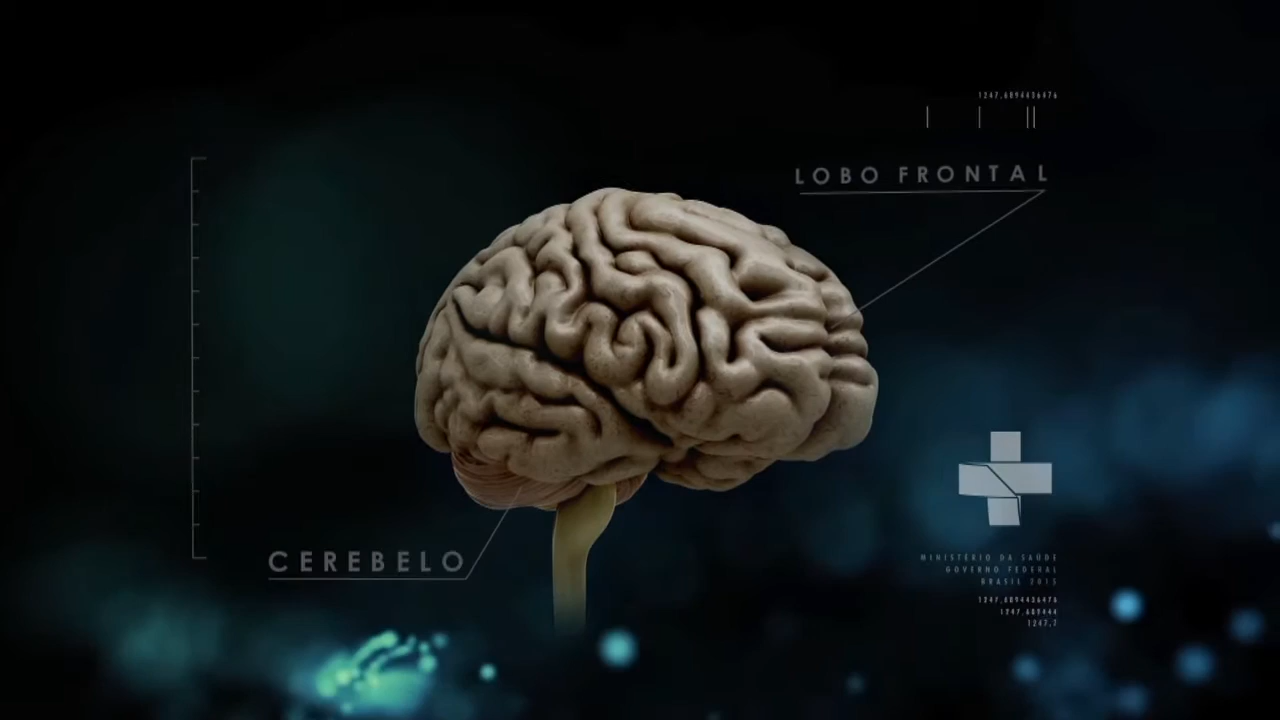 1247,6894436476
LOBO FRONTAL
CEREBELO
MINISTÉRIO DA SAÚDE
GOVERNO FEDERAL
BRASIL 2015
1247,6894436476
1247,689444
1247,7